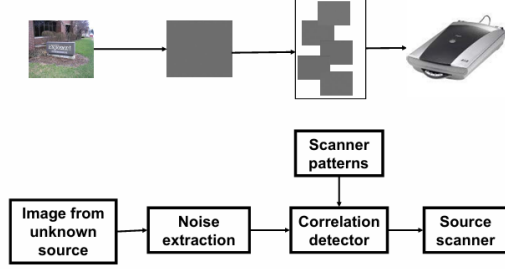 Scanner
patterns
Image from
unknown
source
Noise
extraction
Correlation
detector
Source
scanner